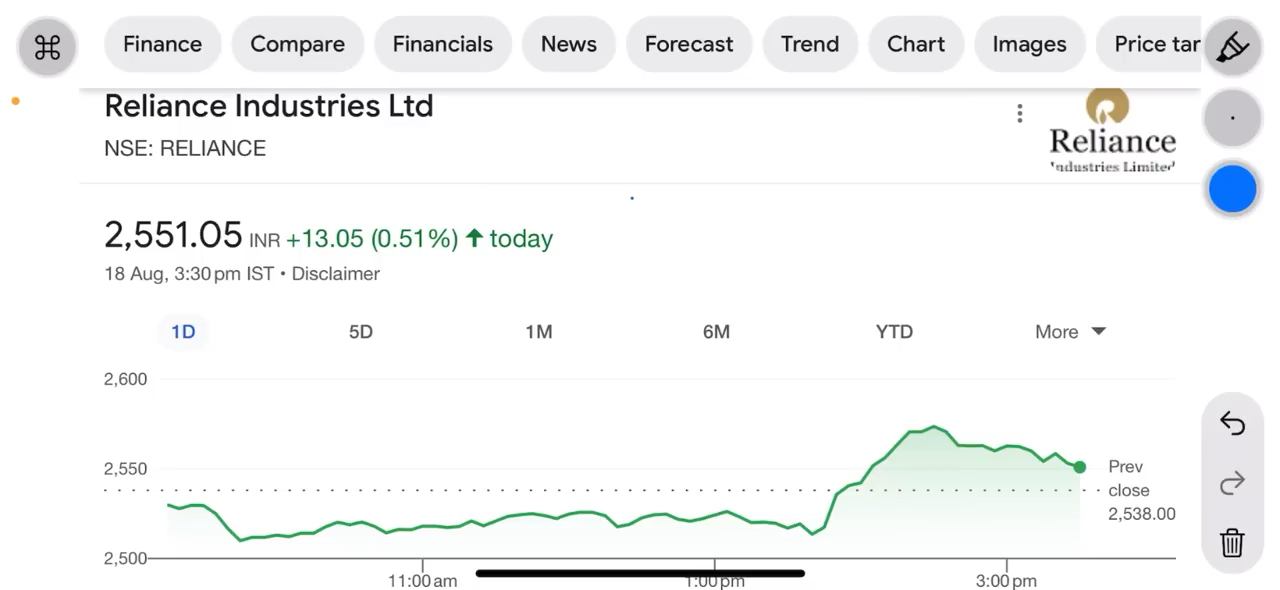 Finance Compare Financials News Forecast Trend Chart Images Price tar
Reliance Industries Ltd
NSE: RELIANCE
Reliance
Industries Limited
2,551.05 INR +13.05 (0.51%) ↑ today
18 Aug, 3:30 pm IST • Disclaimer
1D 5D 1M 6M YTD More
2,600
2,550
2,500
Prev
close
2,538.00
11:00 am 1:00 pm 3:00 pm